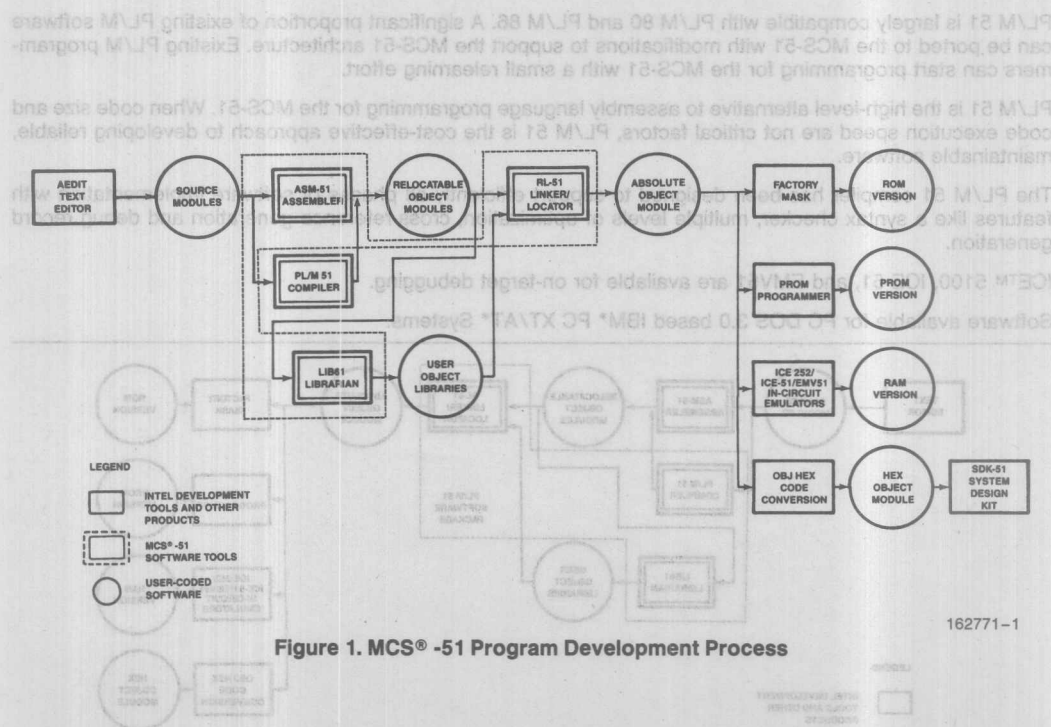 PL/M 51 is largely compatible with PL/M 80 and PL/M 86. A significant proportion of existing PL/M software
can be ported to the MCS-51 with modifications to support the MCS-51 architecture. Existing PL/M program-
mers can start programming for the MCS-51 with a small relearning effort.
PL/M 51 is the high-level alternative to assembly language programming for the MCS-51. When code size and
code execution speed are not critical factors, PL/M 51 is the cost-effective approach to developing reliable,
maintainable software.
The PL/M 51 compiler has been designed to with
features like a syntax checker, multiple levels of optimization, cross-reference generation and debug record
generation.
ICE™ 5100, ICE-51, and EMV51 are available for on-target debugging.
Software available for PC DOS 3.0 based IBM* PC XT/AT* Systems.
AEDIT
TEXT
EDITOR
SOURCE
MODULES
ASM-51
ASSEMBLER
RELOCATABLE
OBJECT
MODULES
RL-51
LINKER/
LOCATOR
ABSOLUTE
OBJECT
MODULE
FACTORY
MASK
ROM
VERSION
PL/M 51
COMPILER
PROM
PROGRAMMER
PROM
VERSION
LIB51
LIBRARIAN
USER
OBJECT
LIBRARIES
ICE 252/
ICE-51/EMV51
IN-CIRCUIT
EMULATORS
RAM
VERSION
OBJ HEX
CODE
CONVERSION
HEX
OBJECT
MODULE
SDK-51
SYSTEM
DESIGN
KIT
LEGEND
INTEL DEVELOPMENT
TOOLS AND OTHER
PRODUCTS
MCS® -51
SOFTWARE TOOLS
USER-CODED
SOFTWARE
162771-1
Figure 1. MCS® -51 Program Development Process